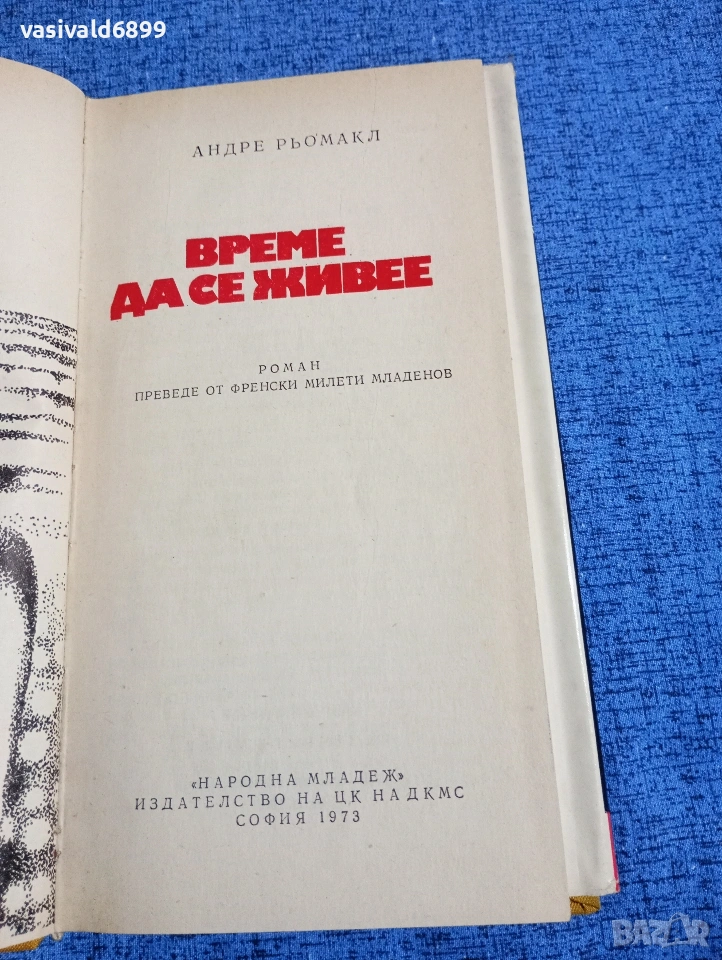 vasivald6899
АНДРЕ РЬОМАКЛ
ВРЕМЕ
ДА СЕ ЖИВЕЕ
РОМАН
ПРЕВЕДЕ ОТ ФРЕНСКИ МИЛЕТИ МЛАДЕНОВ
«НАРОДНА МЛАДЕЖ»
ИЗДАТЕЛСТВО НА ЦК НА ДКМС
СОФИЯ 1973
BAZAR